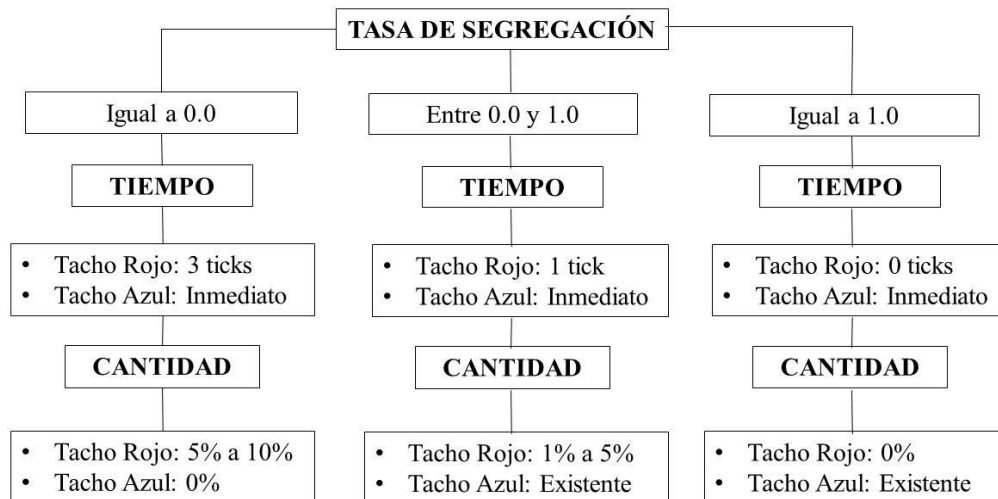 TASA DE SEGREGACIÓN
Igual a 0.0
Entre 0.0 y 1.0
Igual a 1.0
TIEMPO
TIEMPO
TIEMPO
• Tacho Rojo: 3 ticks
• Tacho Azul: Inmediato
• Tacho Rojo: 1 tick
• Tacho Azul: Inmediato
• Tacho Rojo: 0 ticks
• Tacho Azul: Inmediato
CANTIDAD
CANTIDAD
CANTIDAD
• Tacho Rojo: 5% a 10%
• Tacho Azul: 0%
• Tacho Rojo: 1% a 5%
• Tacho Azul: Existente
• Tacho Rojo: 0%
• Tacho Azul: Existente